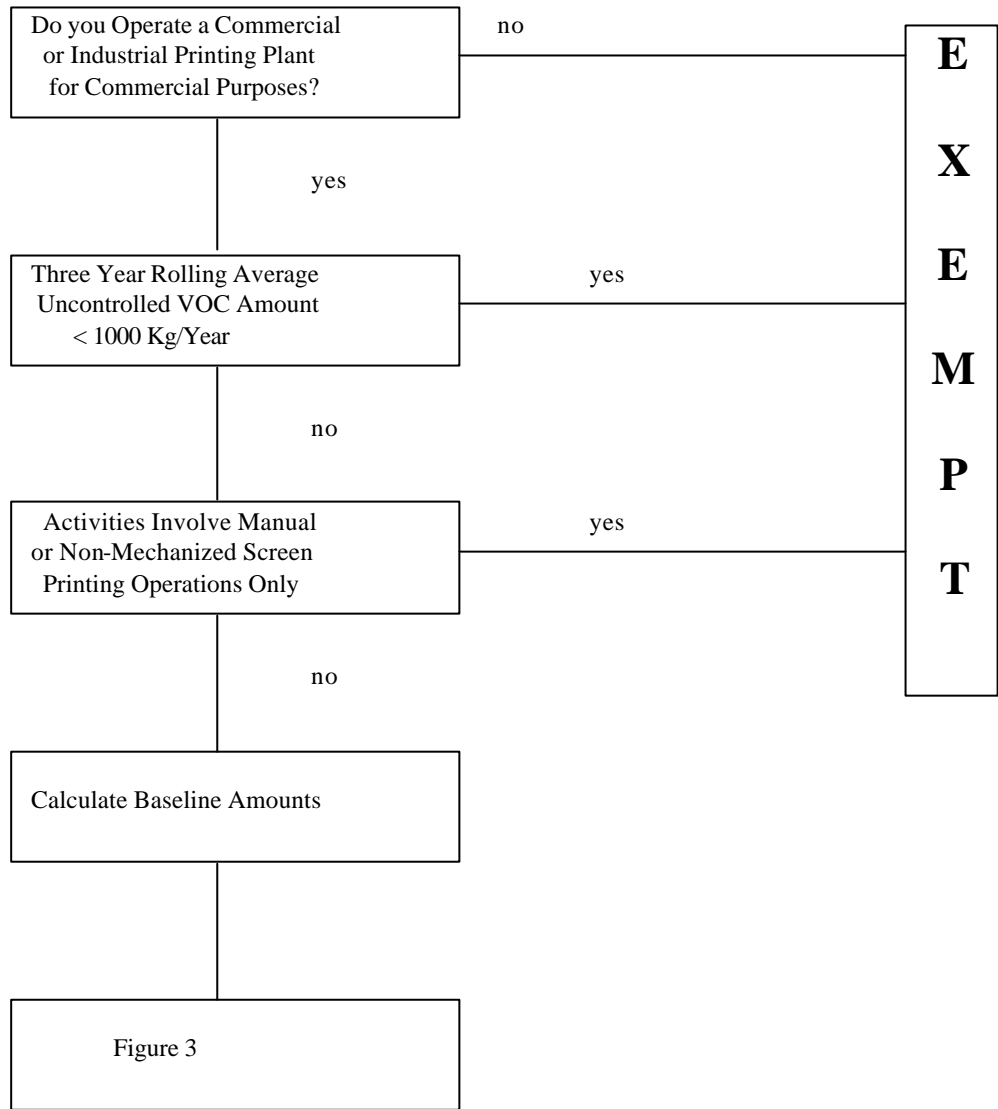 Do you Operate a Commercial
or Industrial Printing Plant
for Commercial Purposes?
no
yes
Three Year Rolling Average
Uncontrolled VOC Amount
< 1000 Kg/Year
yes
no
Activities Involve Manual
or Non-Mechanized Screen
Printing Operations Only
yes
no
Calculate Baseline Amounts
Figure 3
E
X
E
M
P
T